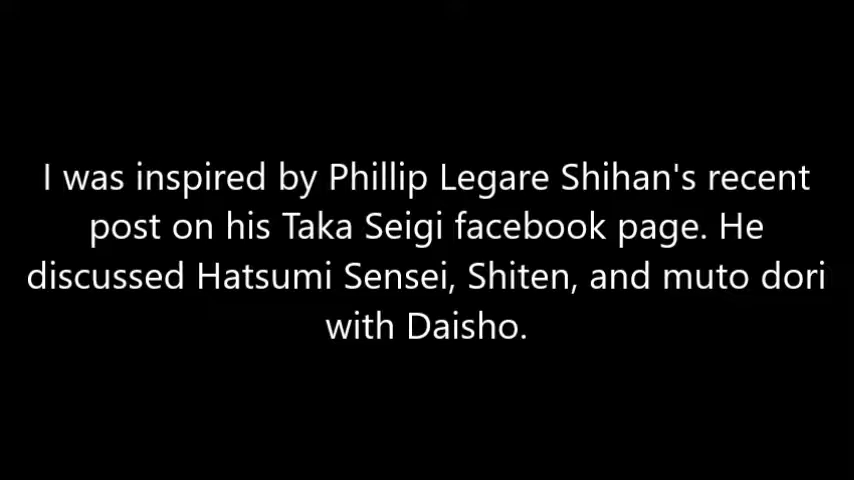 I was inspired by Phillip Legare Shihan's recent
post on his Taka Seigi facebook page. He
discussed Hatsumi Sensei, Shiten, and muto dori
with Daisho.